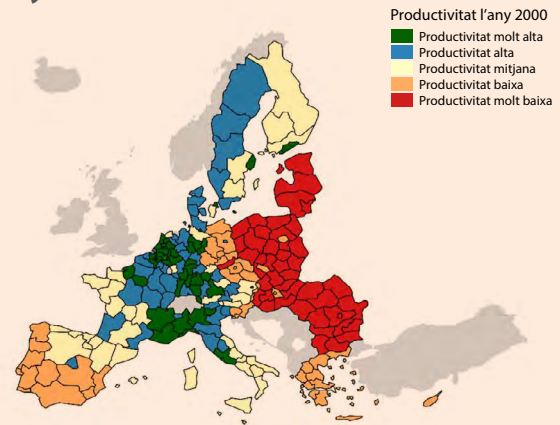 Productivitat l'any 2000
Productivitat molt alta
Productivitat alta
Productivitat mitjana
Productivitat baixa
Productivitat molt baixa